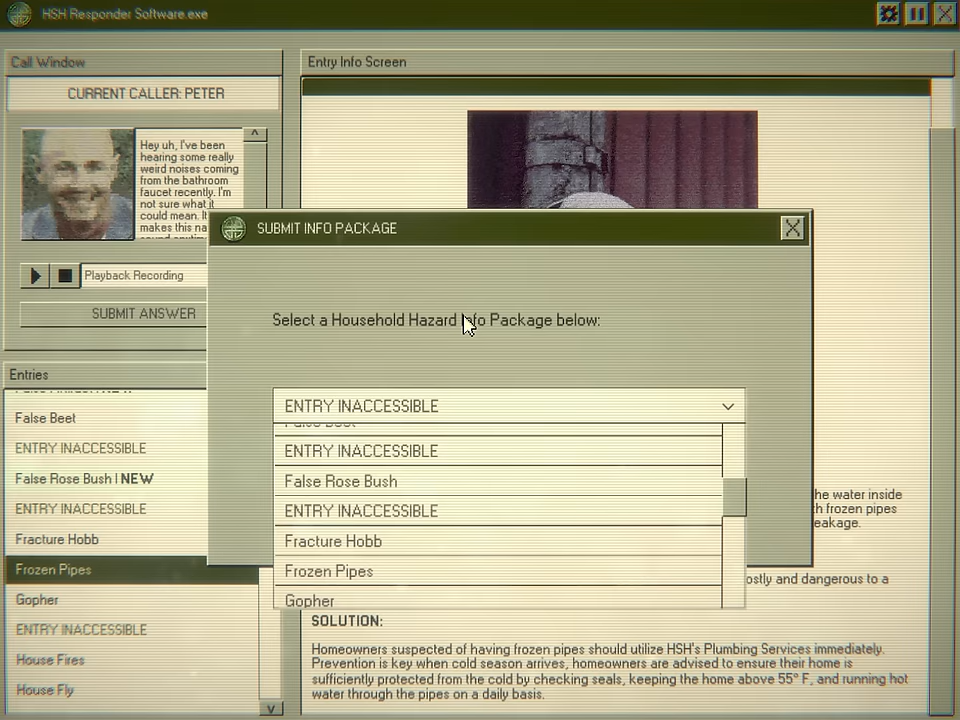 HSH Responder Software.exe
Call Window
CURRENT CALLER: PETER
Hey uh, I've been
hearing some really
weird noises coming
from the bathroom
faucet recently. I'm
not sure what it
could mean. It
makes this na
Playback Recording
SUBMIT ANSWER
Entries
False Beet
ENTRY INACCESSIBLE
False Rose Bush | NEW
ENTRY INACCESSIBLE
Fracture Hobb
Frozen Pipes
Gopher
ENTRY INACCESSIBLE
House Fires
House Fly
Entry Info Screen
SUBMIT INFO PACKAGE
Select a Household Hazard Info Package below:
ENTRY INACCESSIBLE
False Beet
ENTRY INACCESSIBLE
False Rose Bush
ENTRY INACCESSIBLE
Fracture Hobb
Frozen Pipes
Gopher
he water inside
h frozen pipes
eakage.
ostly and dangerous to a
SOLUTION:
Homeowners suspected of having frozen pipes should utilize HSH's Plumbing Services immediately.
Prevention is key when cold season arrives, homeowners are advised to ensure their home is
sufficiently protected from the cold by checking seals, keeping the home above 55° F, and running hot
water through the pipes on a daily basis.